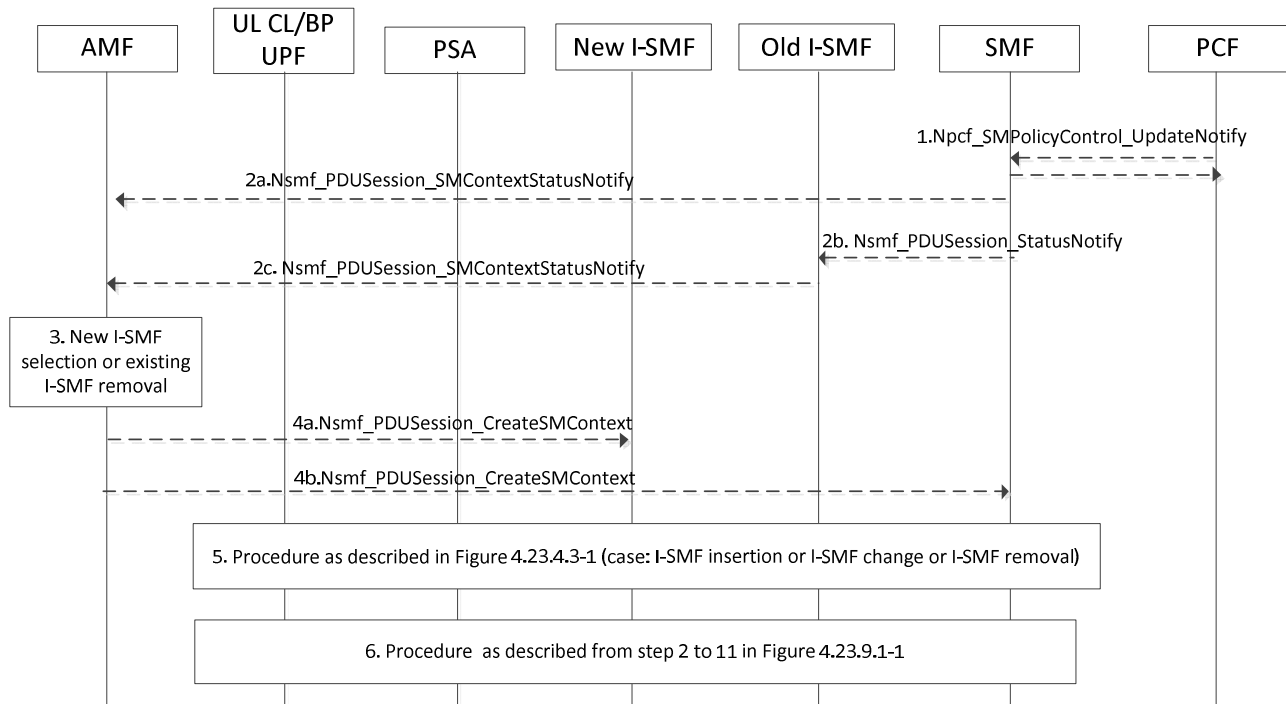 AMF
UL CL/BP
UPF
PSA
New I-SMF
Old I-SMF
SMF
PCF
1.Npcf_SMPolicyControl_UpdateNotify
2a.Nsmf_PDUSession_SMContextStatusNotify
2b. Nsmf_PDUSession_StatusNotify
2c. Nsmf_PDUSession_SMContextStatusNotify
3. New I-SMF
selection or existing
I-SMF removal
4a.Nsmf_PDUSession_CreateSMContext
4b.Nsmf_PDUSession_CreateSMContext
5. Procedure as described in Figure 4.23.4.3-1 (case: I-SMF insertion or I-SMF change or I-SMF removal)
6. Procedure as described from step 2 to 11 in Figure 4.23.9.1-1